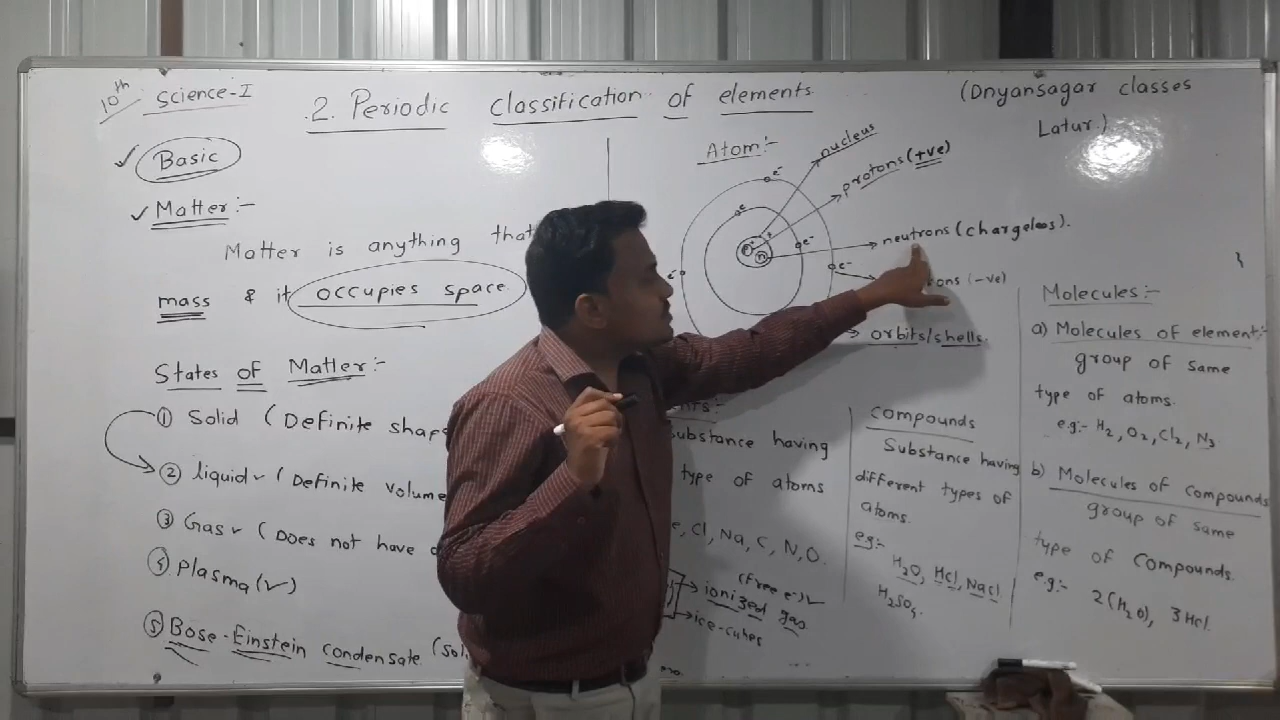 10th Science-I
2. Periodic Classification of elements
(Dnyansagar classes
Latur.)
Basic
Matter:-
Matter is anything that
mass & it occupies space.
States of Matter:-
① Solid (Definite shape
② liquid (Definite volume
③ Gas (Does not have
④ Plasma
⑤ Bose-Einstein condensate
Atom:-
nucleus
protons (+ve)
neutrons (chargeless).
(-ve)
orbits/shells.
e-
e
e-
e-
substance having
type of atoms
Cl, Na, C, N, O.
(Free e)
ionized gas
ice-cubes
Compounds
Substance having
different types of
atoms.
eg:-
H2O, Hcl, Nacl.
H2SO4.
Molecules:-
a) Molecules of element:-
group of same
type of atoms.
e.g:- H2, O2, Cl2, N3
b) Molecules of compounds
group of same
type of compounds.
e.g:- 2(H2O), 3Hcl.